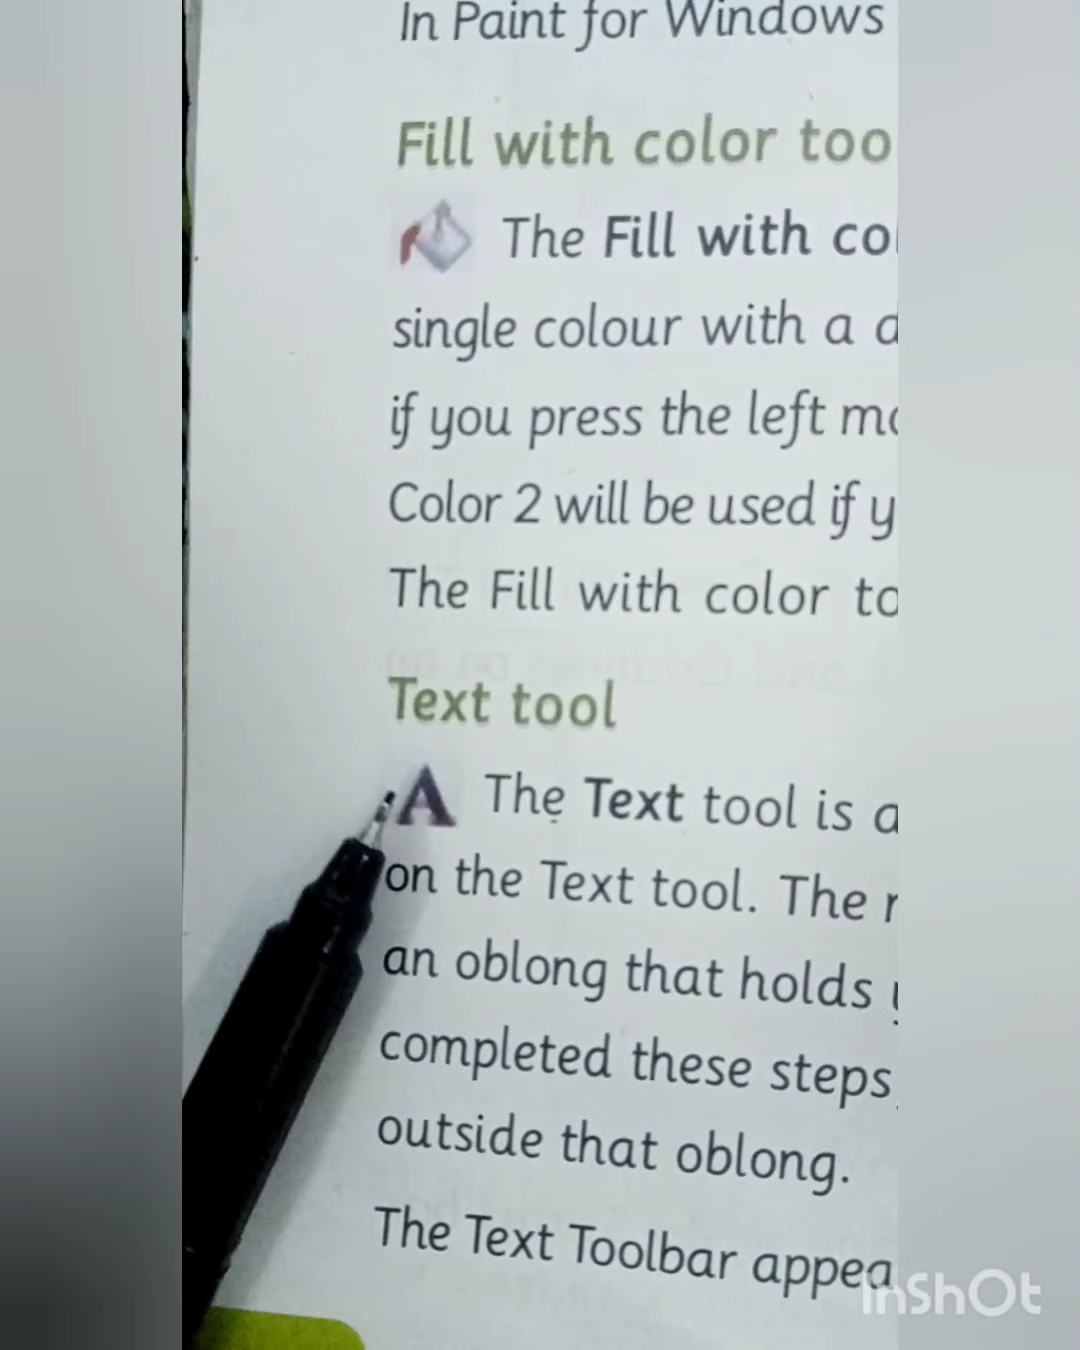 In Paint for Windows
Fill with color too
The Fill with co
single colour with a
if you press the left
Color 2 will be used if y
The Fill with color to
Text tool
A The Text tool is a
on the Text tool. The
an oblong that holds
completed these steps
outside that oblong.
The Text Toolbar appea
InShOt